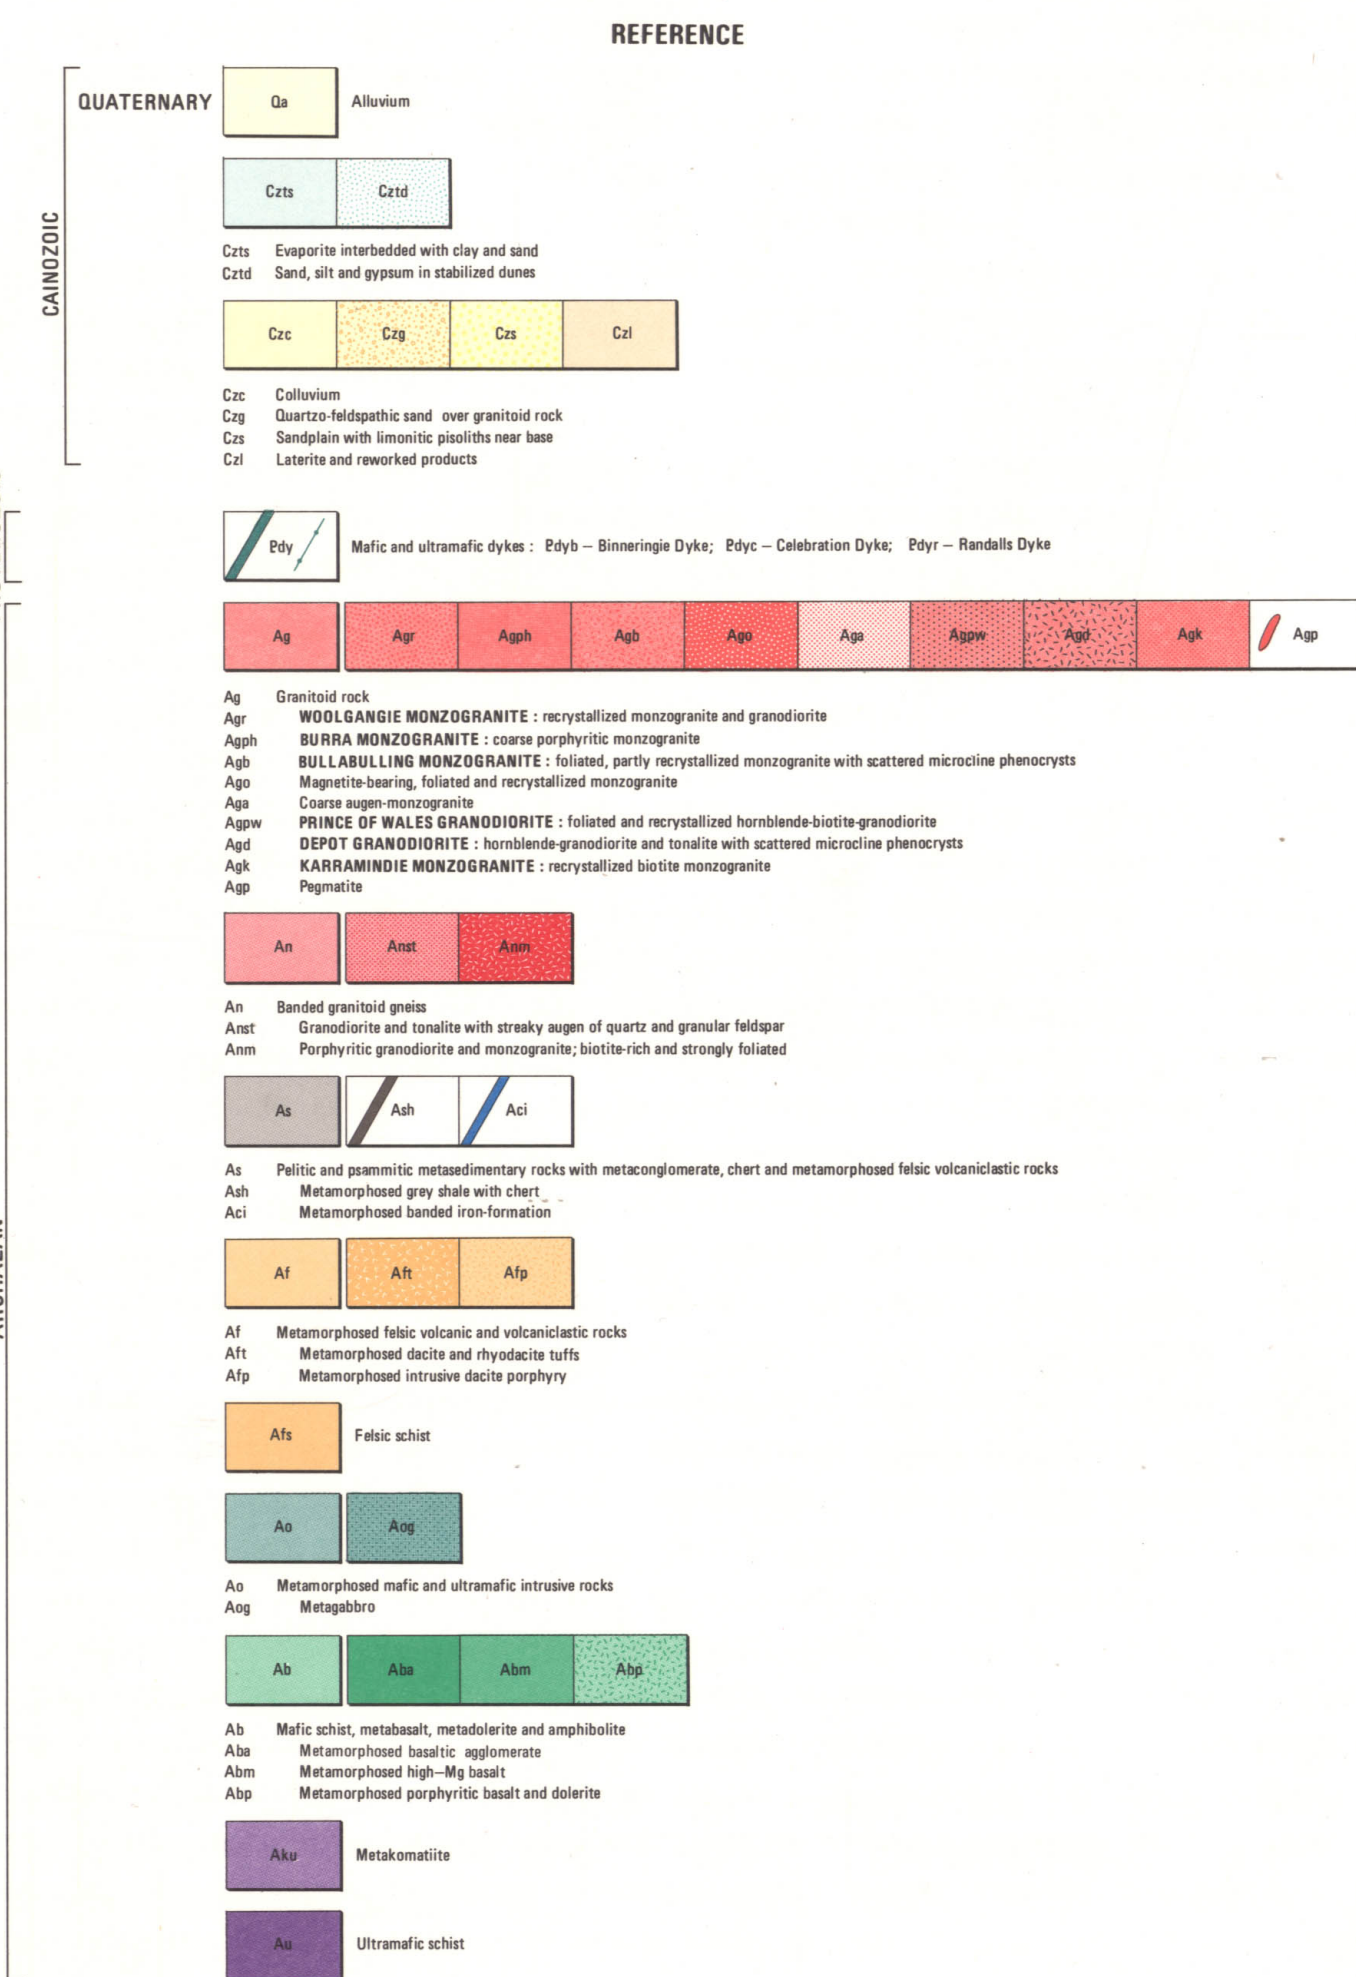 REFERENCE
QUATERNARY
Qa
Alluvium
Czts
Cztd
CAINOZOIC
Czts Evaporite interbedded with clay and sand
Cztd Sand, silt and gypsum in stabilized dunes
Czc
Czg
Czs
Czl
Czc Colluvium
Czg Quartzo-feldspathic sand over granitoid rock
Czs Sandplain with limonitic pisoliths near base
Czl Laterite and reworked products
Pdy
Mafic and ultramafic dykes : Pdyb – Binneringie Dyke; Pdyc – Celebration Dyke; Pdyr – Randalls Dyke
Ag
Agr
Agph
Agb
Ago
Aga
Agpw
Agd
Agk
Agp
Ag Granitoid rock
Agr WOOLGANGIE MONZOGRANITE : recrystallized monzogranite and granodiorite
Agph BURRA MONZOGRANITE : coarse porphyritic monzogranite
Agb BULLABULLING MONZOGRANITE : foliated, partly recrystallized monzogranite with scattered microcline phenocrysts
Ago Magnetite-bearing, foliated and recrystallized monzogranite
Aga Coarse augen-monzogranite
Agpw PRINCE OF WALES GRANODIORITE : foliated and recrystallized hornblende-biotite-granodiorite
Agd DEPOT GRANODIORITE : hornblende-granodiorite and tonalite with scattered microcline phenocrysts
Agk KARRAMINDIE MONZOGRANITE : recrystallized biotite monzogranite
Agp Pegmatite
An
Anst
Anm
An Banded granitoid gneiss
Anst Granodiorite and tonalite with streaky augen of quartz and granular feldspar
Anm Porphyritic granodiorite and monzogranite; biotite-rich and strongly foliated
As
Ash
Aci
As Pelitic and psammitic metasedimentary rocks with metaconglomerate, chert and metamorphosed felsic volcaniclastic rocks
Ash Metamorphosed grey shale with chert
Aci Metamorphosed banded iron-formation
Af
Aft
Afp
Af Metamorphosed felsic volcanic and volcaniclastic rocks
Aft Metamorphosed dacite and rhyodacite tuffs
Afp Metamorphosed intrusive dacite porphyry
Afs
Felsic schist
Ao
Aog
Ao Metamorphosed mafic and ultramafic intrusive rocks
Aog Metagabbro
Ab
Aba
Abm
Abp
Ab Mafic schist, metabasalt, metadolerite and amphibolite
Aba Metamorphosed basaltic agglomerate
Abm Metamorphosed high–Mg basalt
Abp Metamorphosed porphyritic basalt and dolerite
Aku
Metakomatiite
Au
Ultramafic schist